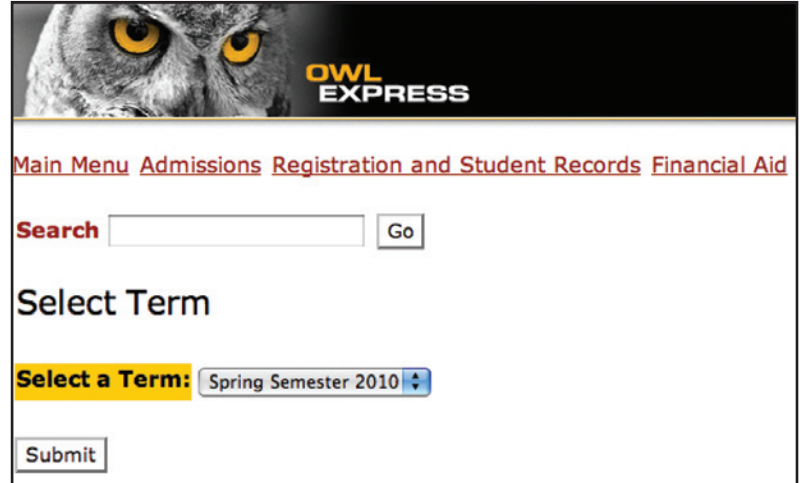 OWL
EXPRESS
Main Menu Admissions Registration and Student Records Financial Aid
Search Go
Select Term
Select a Term: Spring Semester 2010
Submit